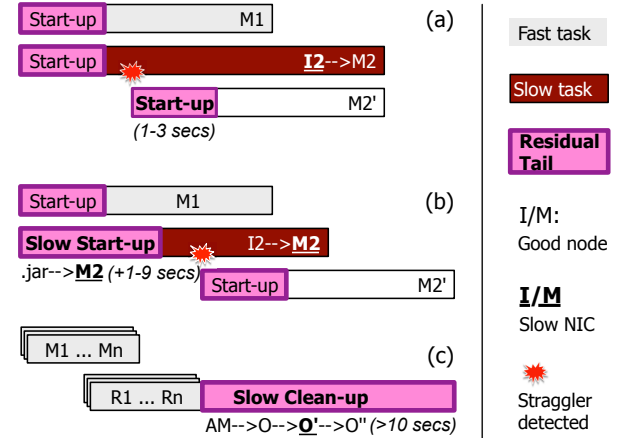 Start-up M1 (a)
Start-up I2-->M2
Start-up M2'
(1-3 secs)
Start-up M1 (b)
Slow Start-up I2-->M2
.jar-->M2 (+1-9 secs)
Start-up M2'
M1 ... Mn (c)
R1 ... Rn Slow Clean-up
AM-->O-->O'-->O'' (>10 secs)
Fast task
Slow task
Residual
Tail
I/M:
Good node
I/M
Slow NIC
Straggler
detected